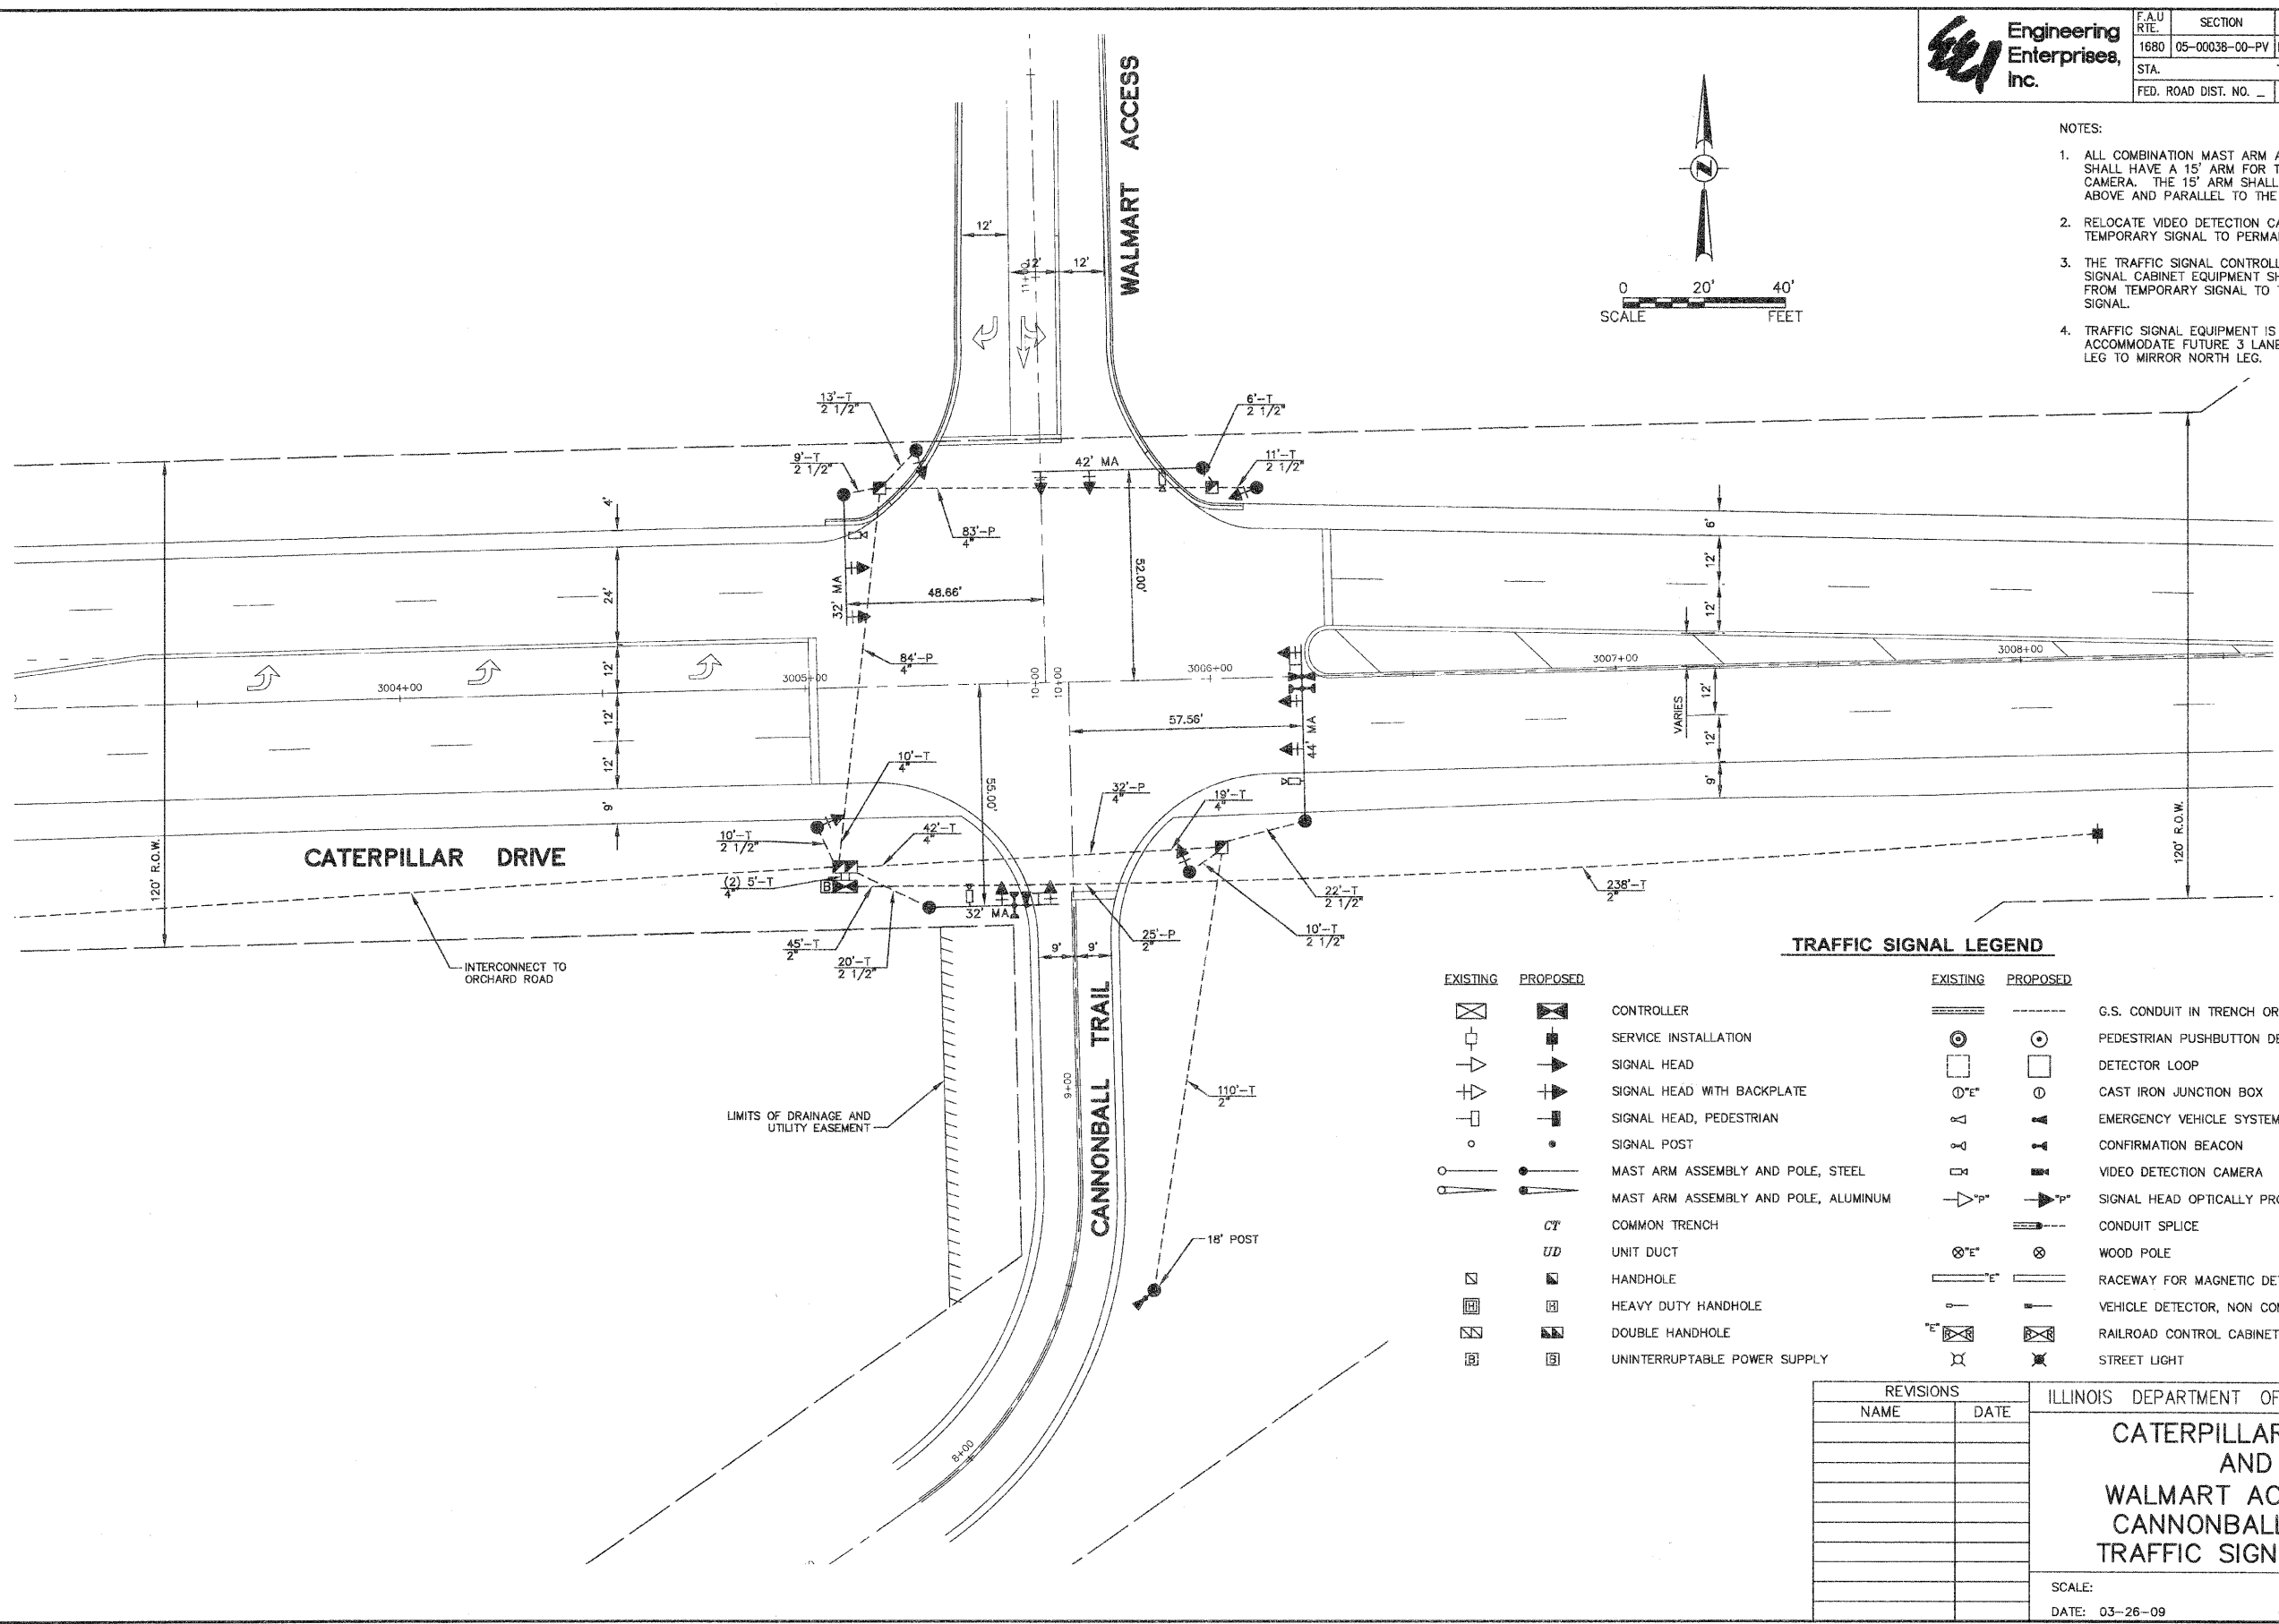 Engineering
Enterprises,
Inc.
F.A.U
RTE.
SECTION
1680 05-00038-00-PV
STA.
FED. ROAD DIST. NO. _
NOTES:
1. ALL COMBINATION MAST ARM
SHALL HAVE A 15' ARM FOR
CAMERA. THE 15' ARM SHALL
ABOVE AND PARALLEL TO THE
2. RELOCATE VIDEO DETECTION
TEMPORARY SIGNAL TO
3. THE TRAFFIC SIGNAL
SIGNAL CABINET EQUIPMENT
FROM TEMPORARY SIGNAL TO
SIGNAL.
4. TRAFFIC SIGNAL EQUIPMENT IS
ACCOMMODATE FUTURE 3 LANE
LEG TO MIRROR NORTH LEG.
WALMART ACCESS
N
0 20' 40'
SCALE FEET
12'
12'
12'
11+00
13'-T
2 1/2"
6'-T
2 1/2"
9'-T
2 1/2"
42' MA
11'-T
2 1/2"
83'-P
4"
4'
24'
12'
12'
12'
9'
32' MA
48.66'
52.00'
84'-P
4"
3004+00
3005+00
10+00
10+00
3006+00
3007+00
3008+00
6'
12'
12'
12'
12'
9'
VARIES
57.56'
44' MA
55.00'
10'-T
4"
32'-P
4"
19'-T
4"
10'-T
2 1/2"
42'-T
4"
CATERPILLAR DRIVE
120' R.O.W.
120' R.O.W.
(2) 5'-T
4"
B
32' MA
22'-T
2 1/2"
238'-T
2"
45'-T
2"
20'-T
2 1/2"
25'-P
2"
10'-T
2 1/2"
9'
9'
INTERCONNECT TO
ORCHARD ROAD
CANNONBALL TRAIL
9+00
110'-T
2"
LIMITS OF DRAINAGE AND
UTILITY EASEMENT
18' POST
8+00
TRAFFIC SIGNAL LEGEND
EXISTING PROPOSED
CONTROLLER
SERVICE INSTALLATION
SIGNAL HEAD
SIGNAL HEAD WITH BACKPLATE
SIGNAL HEAD, PEDESTRIAN
SIGNAL POST
MAST ARM ASSEMBLY AND POLE, STEEL
MAST ARM ASSEMBLY AND POLE, ALUMINUM
CT COMMON TRENCH
UD UNIT DUCT
HANDHOLE
H H HEAVY DUTY HANDHOLE
DOUBLE HANDHOLE
B B UNINTERRUPTABLE POWER SUPPLY
EXISTING PROPOSED
G.S. CONDUIT IN TRENCH OR
PEDESTRIAN PUSHBUTTON
DETECTOR LOOP
"E" CAST IRON JUNCTION BOX
EMERGENCY VEHICLE SYSTEM
CONFIRMATION BEACON
VIDEO DETECTION CAMERA
"P" "P" SIGNAL HEAD OPTICALLY
CONDUIT SPLICE
"E" WOOD POLE
"E" RACEWAY FOR MAGNETIC
VEHICLE DETECTOR, NON
"E" RAILROAD CONTROL CABINET
STREET LIGHT
REVISIONS
NAME DATE
ILLINOIS DEPARTMENT OF
CATERPILLAR
AND
WALMART
CANNONBALL
TRAFFIC
SCALE:
DATE: 03-26-09